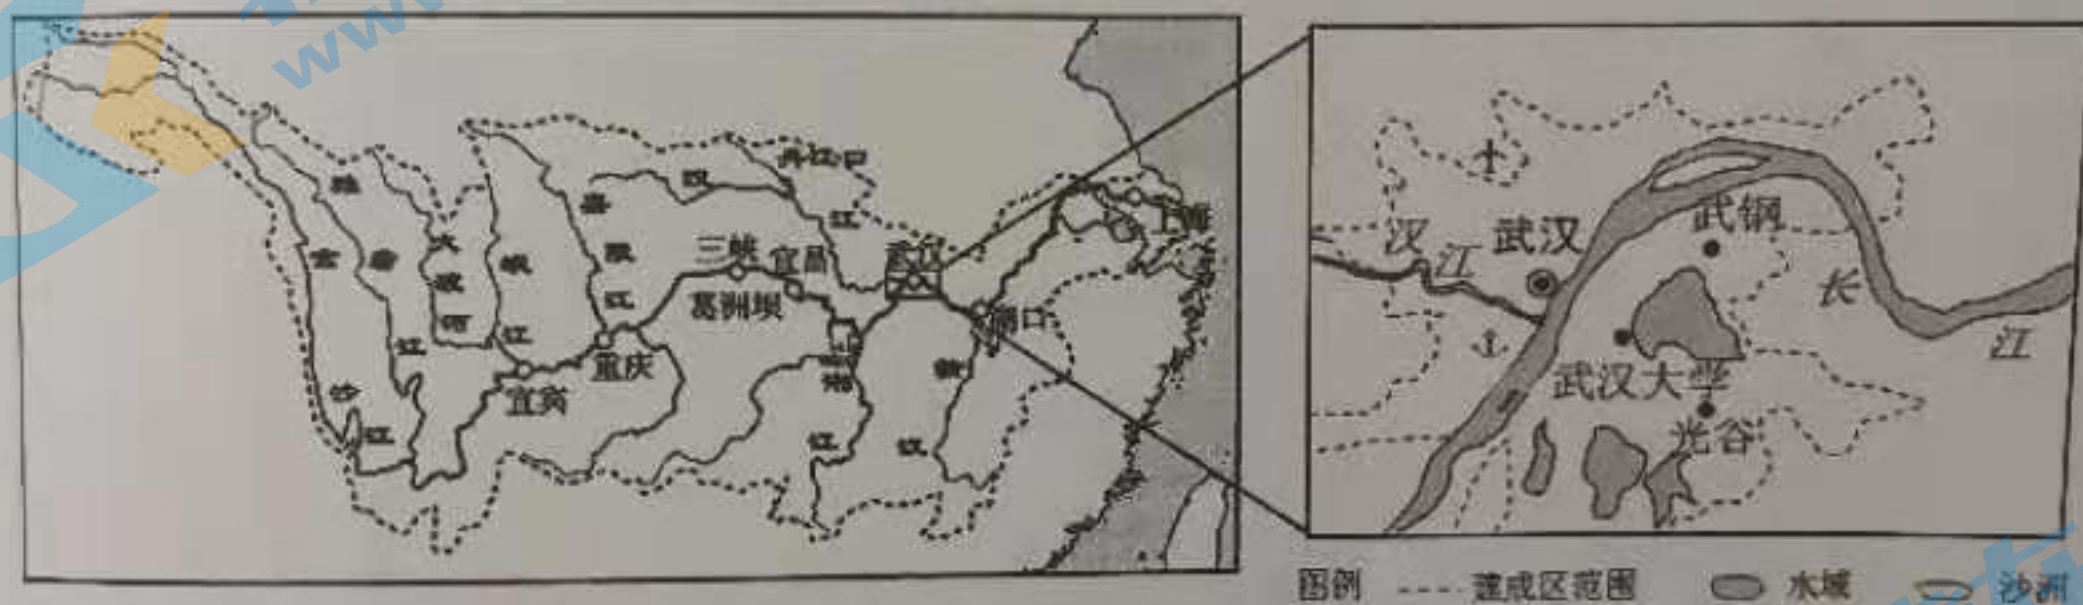 www
丹江口
汉
江
雅
砻
江
大
渡
河
岷
江
嘉
陵
江
金
沙
江
三峡
宜昌
葛洲坝
武汉
上海
湖口
重庆
宜宾
江
赣
江
汉
江
武汉
武钢
长
江
武汉大学
光谷
图例
建成区范围
水域
沙洲